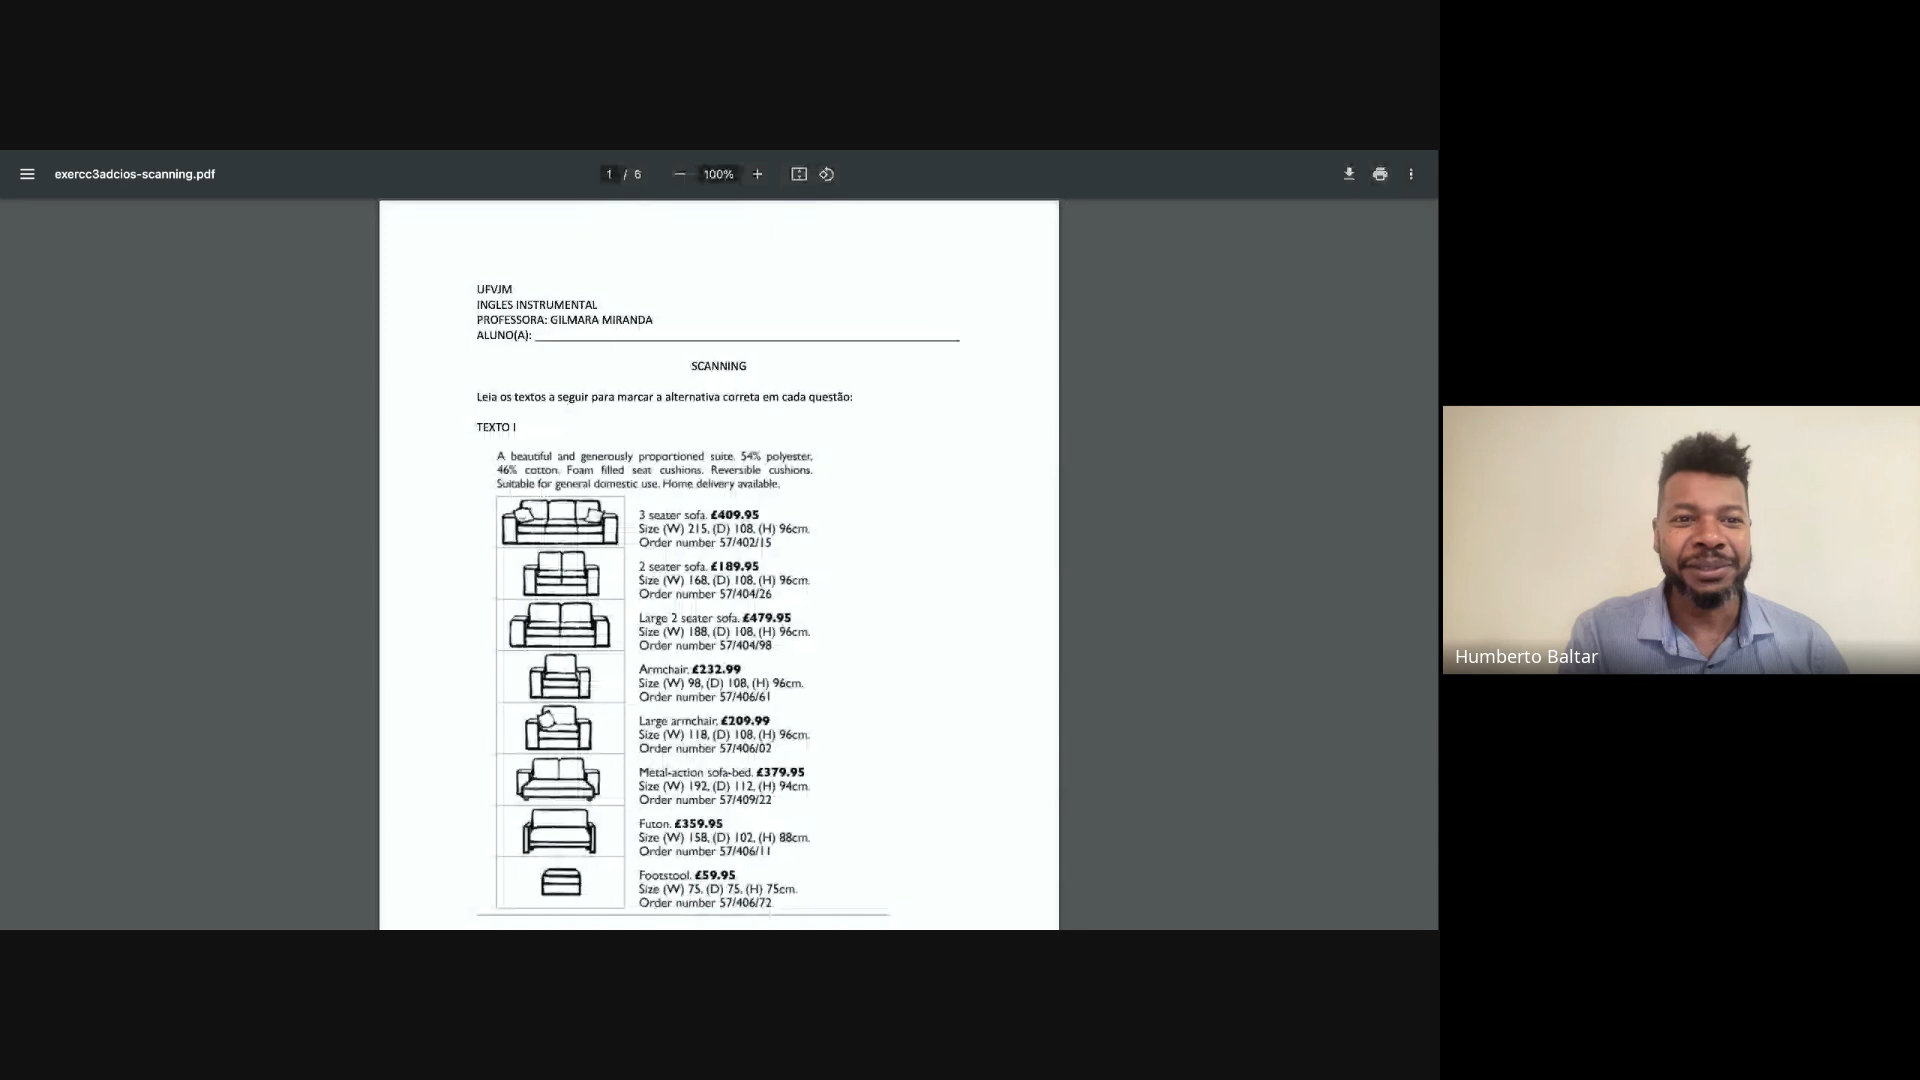 exercc3adcios-scanning.pdf
1 / 6
100%
UFVJM
INGLES INSTRUMENTAL
PROFESSORA: GILMARA MIRANDA
ALUNO(A): ___
SCANNING
Leia os textos a seguir para marcar a alternativa correta em cada questão:
TEXTO I
A beautiful and generously proportioned suite. 54% polyester,
46% cotton. Foam filled seat cushions. Reversible cushions.
Suitable for general domestic use. Home delivery available.
3 seater sofa. £409.95
Size (W) 215, (D) 108, (H) 96cm.
Order number 57/402/15
2 seater sofa. £189.95
Size (W) 168, (D) 108, (H) 96cm.
Order number 57/404/26
Large 2 seater sofa. £479.95
Size (W) 188, (D) 108, (H) 96cm.
Order number 57/404/98
Armchair. £232.99
Size (W) 98, (D) 108, (H) 96cm.
Order number 57/406/61
Large armchair. £209.99
Size (W) 118, (D) 108, (H) 96cm.
Order number 57/406/02
Metal-action sofa-bed. £379.95
Size (W) 192, (D) 112, (H) 94cm.
Order number 57/409/22
Futon. £359.95
Size (W) 158, (D) 102, (H) 88cm.
Order number 57/406/11
Footstool. £59.95
Size (W) 75, (D) 75, (H) 75cm.
Order number 57/406/72
Humberto Baltar